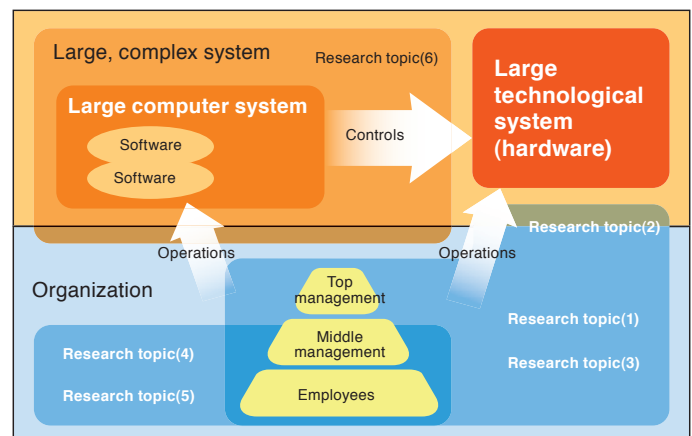 Large, complex system
Research topic(6)
Large computer system
Software
Software
Controls
Large
technological
system
(hardware)
Research topic(2)
Operations
Operations
Organization
Top
management
Middle
management
Employees
Research topic(1)
Research topic(3)
Research topic(4)
Research topic(5)